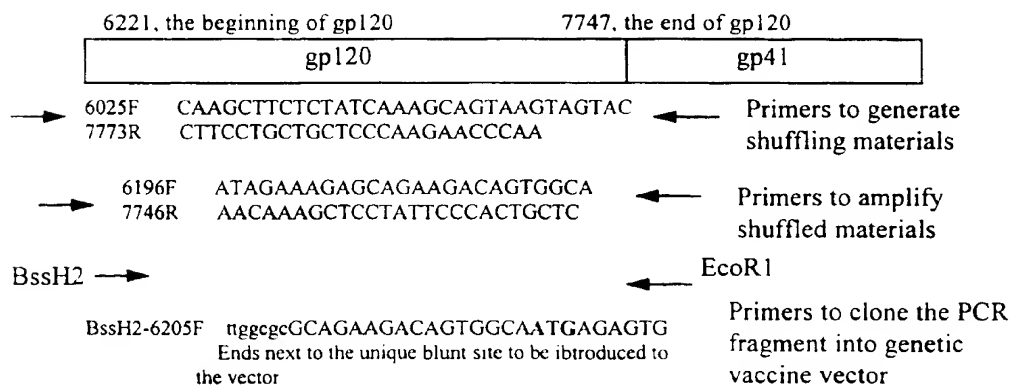 6221, the beginning of gp120
7747, the end of gp120
gp120
gp41
6025F CAAGCTTCTCTATCAAAGCAGTAAGTAGTAC
7773R CTTCCTGCTGCTCCCAAGAACCCAA
Primers to generate
shuffling materials
6196F ATAGAAAGAGCAGAAGACAGTGGCA
7746R AACAAAGCTCCTATTCCCACTGCTC
Primers to amplify
shuffled materials
BssH2
EcoR1
BssH2-6205F ttggcgcGCAGAAGACAGTGGCAATGAGAGTG
Ends next to the unique blunt site to be ibtroduced to
the vector
Primers to clone the PCR
fragment into genetic
vaccine vector